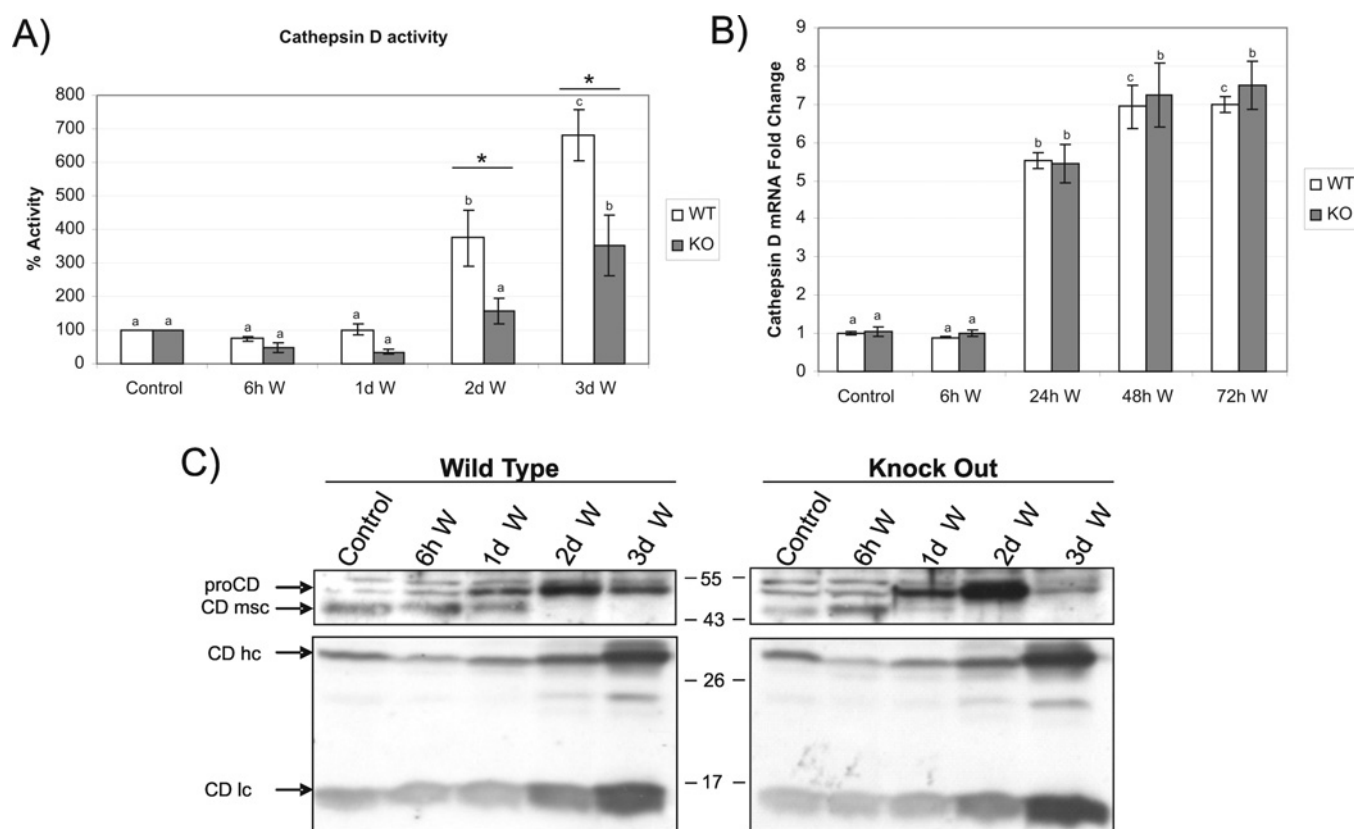 A)
Cathepsin D activity
800
700
600
500
400
300
200
100
0
% Activity
a a
a a
a a
b a
*
c b
*
Control 6h W 1d W 2d W 3d W
WT
KO
B)
9
8
7
6
5
4
3
2
1
0
Cathepsin D mRNA Fold Change
a a
a a
b b
c b
c b
Control 6h W 24h W 48h W 72h W
WT
KO
C)
Wild Type
Knock Out
Control 6h W 1d W 2d W 3d W
Control 6h W 1d W 2d W 3d W
proCD
CD msc
CD hc
CD lc
– 55 –
– 43 –
– 26 –
– 17 –